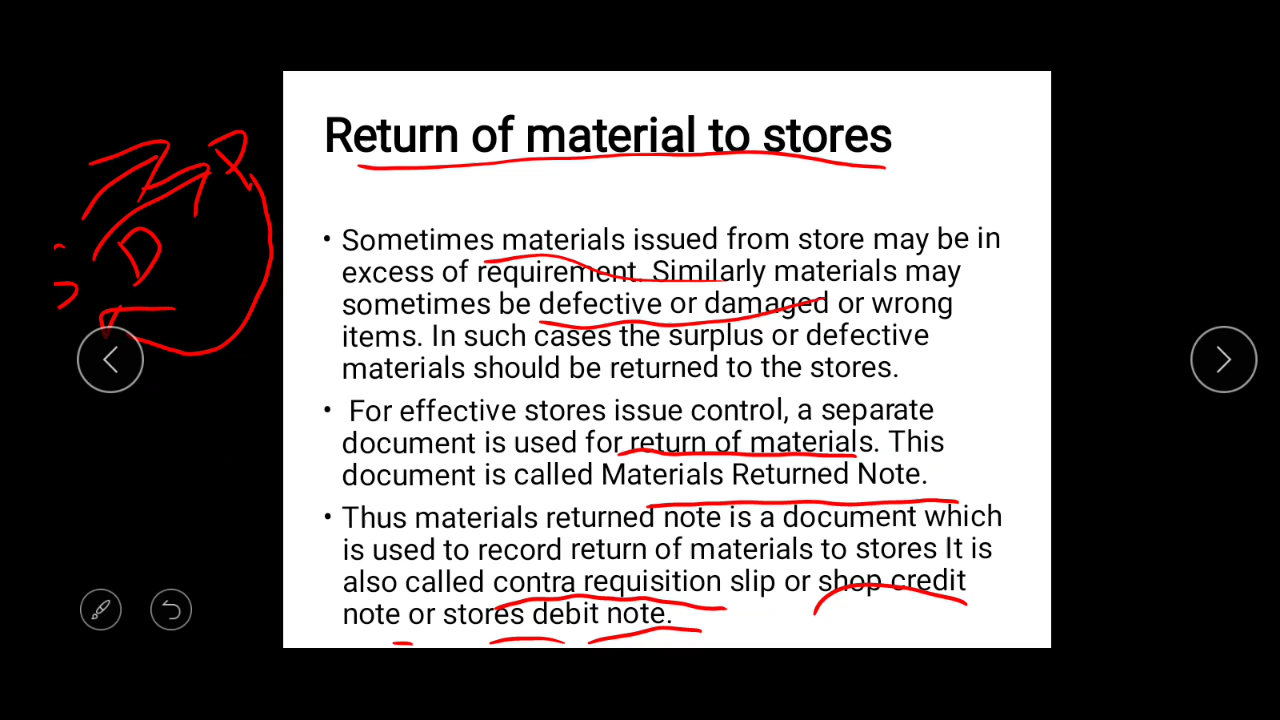 Return of material to stores
• Sometimes materials issued from store may be in
excess of requirement. Similarly materials may
sometimes be defective or damaged or wrong
items. In such cases the surplus or defective
materials should be returned to the stores.
• For effective stores issue control, a separate
document is used for return of materials. This
document is called Materials Returned Note.
• Thus materials returned note is a document which
is used to record return of materials to stores It is
also called contra requisition slip or shop credit
note or stores debit note.